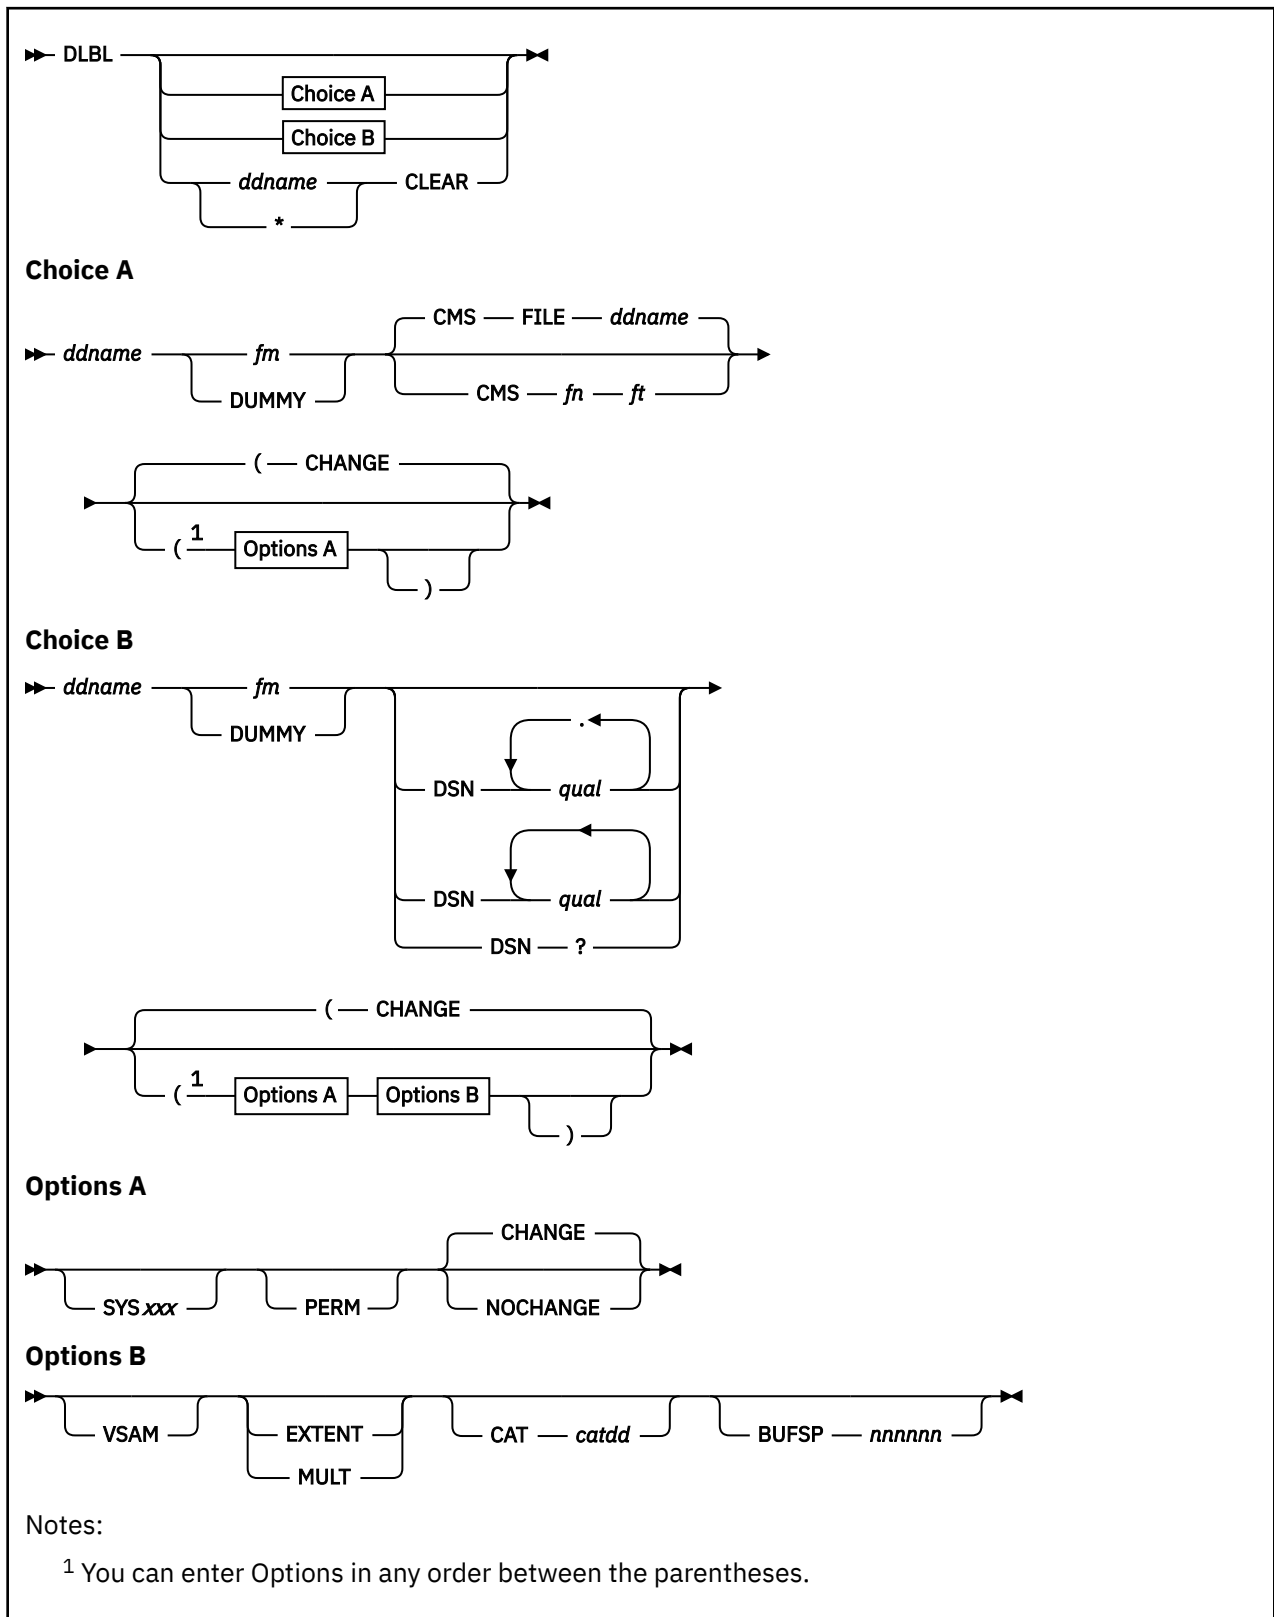 DLBL
Choice A
Choice B
ddname CLEAR
*
Choice A
CMS FILE ddname
ddname fm
DUMMY CMS fn ft
( CHANGE
( 1 Options A
)
Choice B
ddname fm
DUMMY
.
DSN qual
DSN qual
DSN ?
( CHANGE
( 1 Options A Options B
)
Options A
CHANGE
SYSxxx PERM NOCHANGE
Options B
VSAM EXTENT CAT catdd BUFSP nnnnnn
MULT
Notes:
1 You can enter Options in any order between the parentheses.